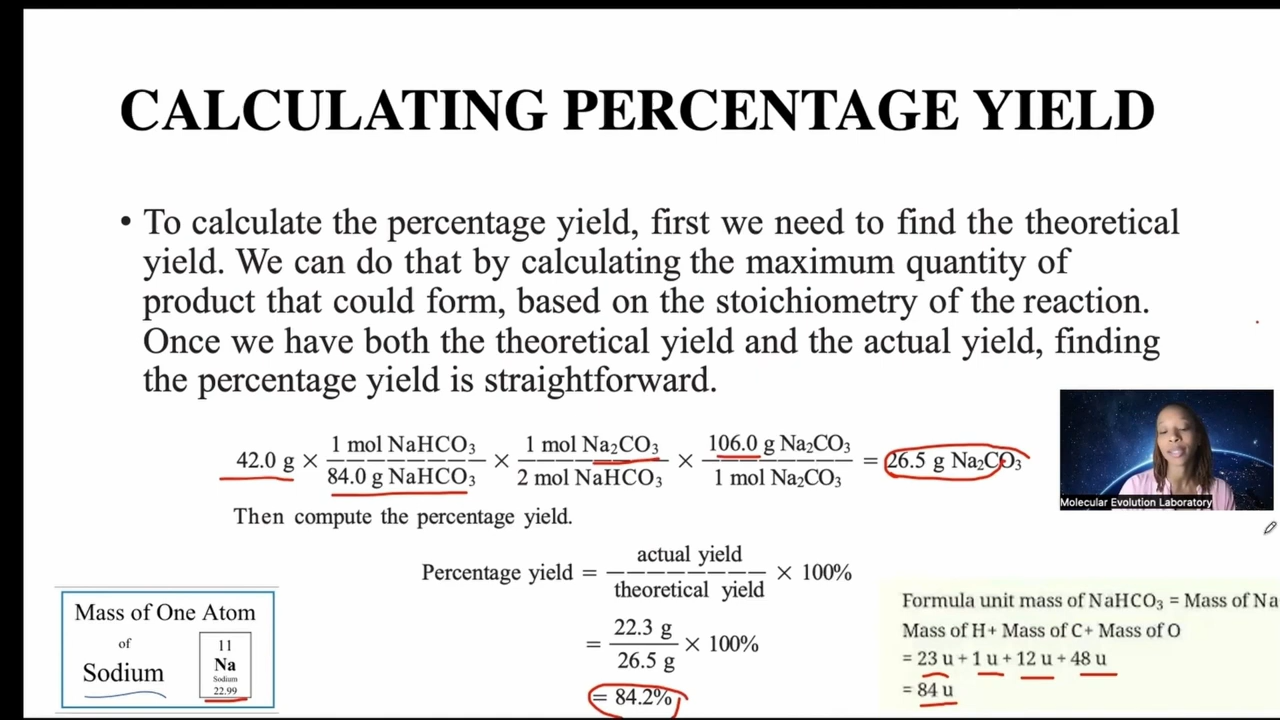 CALCULATING PERCENTAGE YIELD
• To calculate the percentage yield, first we need to find the theoretical
yield. We can do that by calculating the maximum quantity of
product that could form, based on the stoichiometry of the reaction.
Once we have both the theoretical yield and the actual yield, finding
the percentage yield is straightforward.
42.0 g × 1 mol NaHCO₃ / 84.0 g NaHCO₃ × 1 mol Na₂CO₃ / 2 mol NaHCO₃ × 106.0 g Na₂CO₃ / 1 mol Na₂CO₃ = 26.5 g Na₂CO₃
Molecular Evolution Laboratory
Then compute the percentage yield.
Percentage yield = actual yield / theoretical yield × 100%
= 22.3 g / 26.5 g × 100%
= 84.2%
Mass of One Atom
of
Sodium
11
Na
Sodium
22.99
Formula unit mass of NaHCO₃ = Mass of Na
Mass of H+ Mass of C+ Mass of O
= 23 u + 1 u + 12 u + 48 u
= 84 u